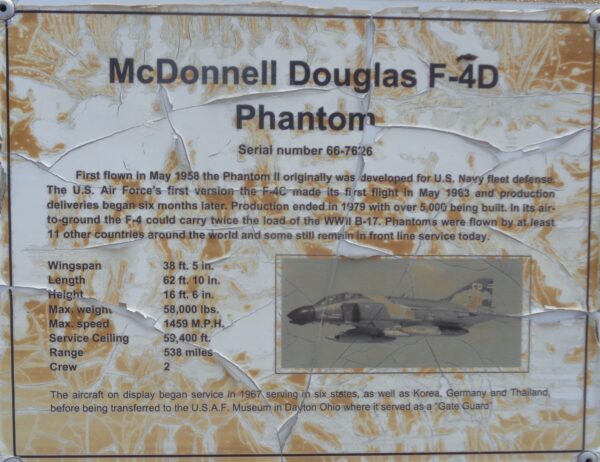 McDonnell Douglas F-4D
Phantom
Serial number 66-7626
First flown in May 1958 the Phantom II originally was developed for U.S. Navy fleet defense.
The U.S. Air Force's first version the F-4C made its first flight in May 1963 and production
deliveries began six months later. Production ended in 1979 with over 5,000 being built. In its air-
to-ground the F-4 could carry twice the load of the WWII B-17. Phantoms were flown by at least
11 other countries around the world and some still remain in front line service today.
Wingspan 38 ft. 5 in.
Length 62 ft. 10 in.
Height 16 ft. 6 in.
Max. weight 58,000 lbs.
Max. speed 1459 M.P.H.
Service Ceiling 59,400 ft.
Range 538 miles
Crew 2
The aircraft on display began service in 1967 serving in six states, as well as Korea, Germany and Thailand,
before being transferred to the U.S.A.F. Museum in Dayton Ohio where it served as a "Gate Guard"